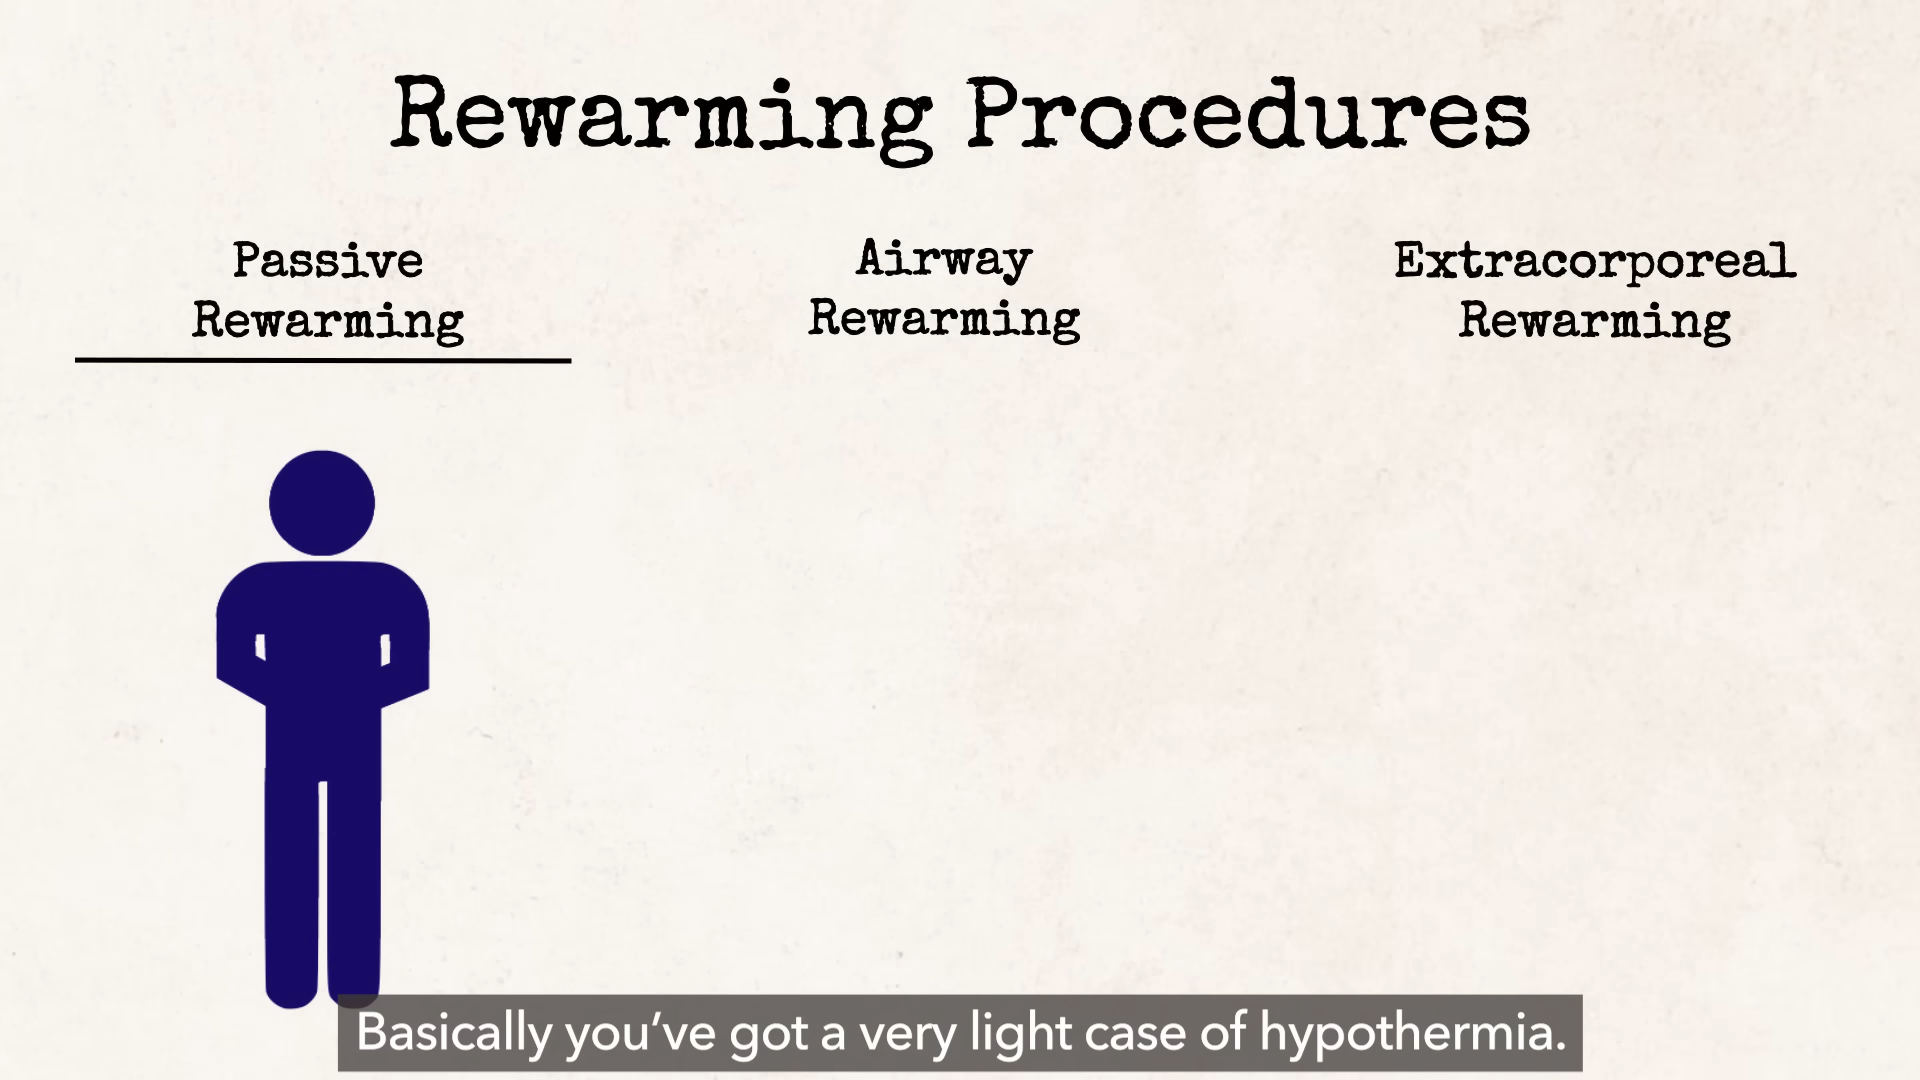 Rewarming Procedures
Passive
Rewarming
Airway
Rewarming
Extracorporeal
Rewarming
Basically you’ve got a very light case of hypothermia.